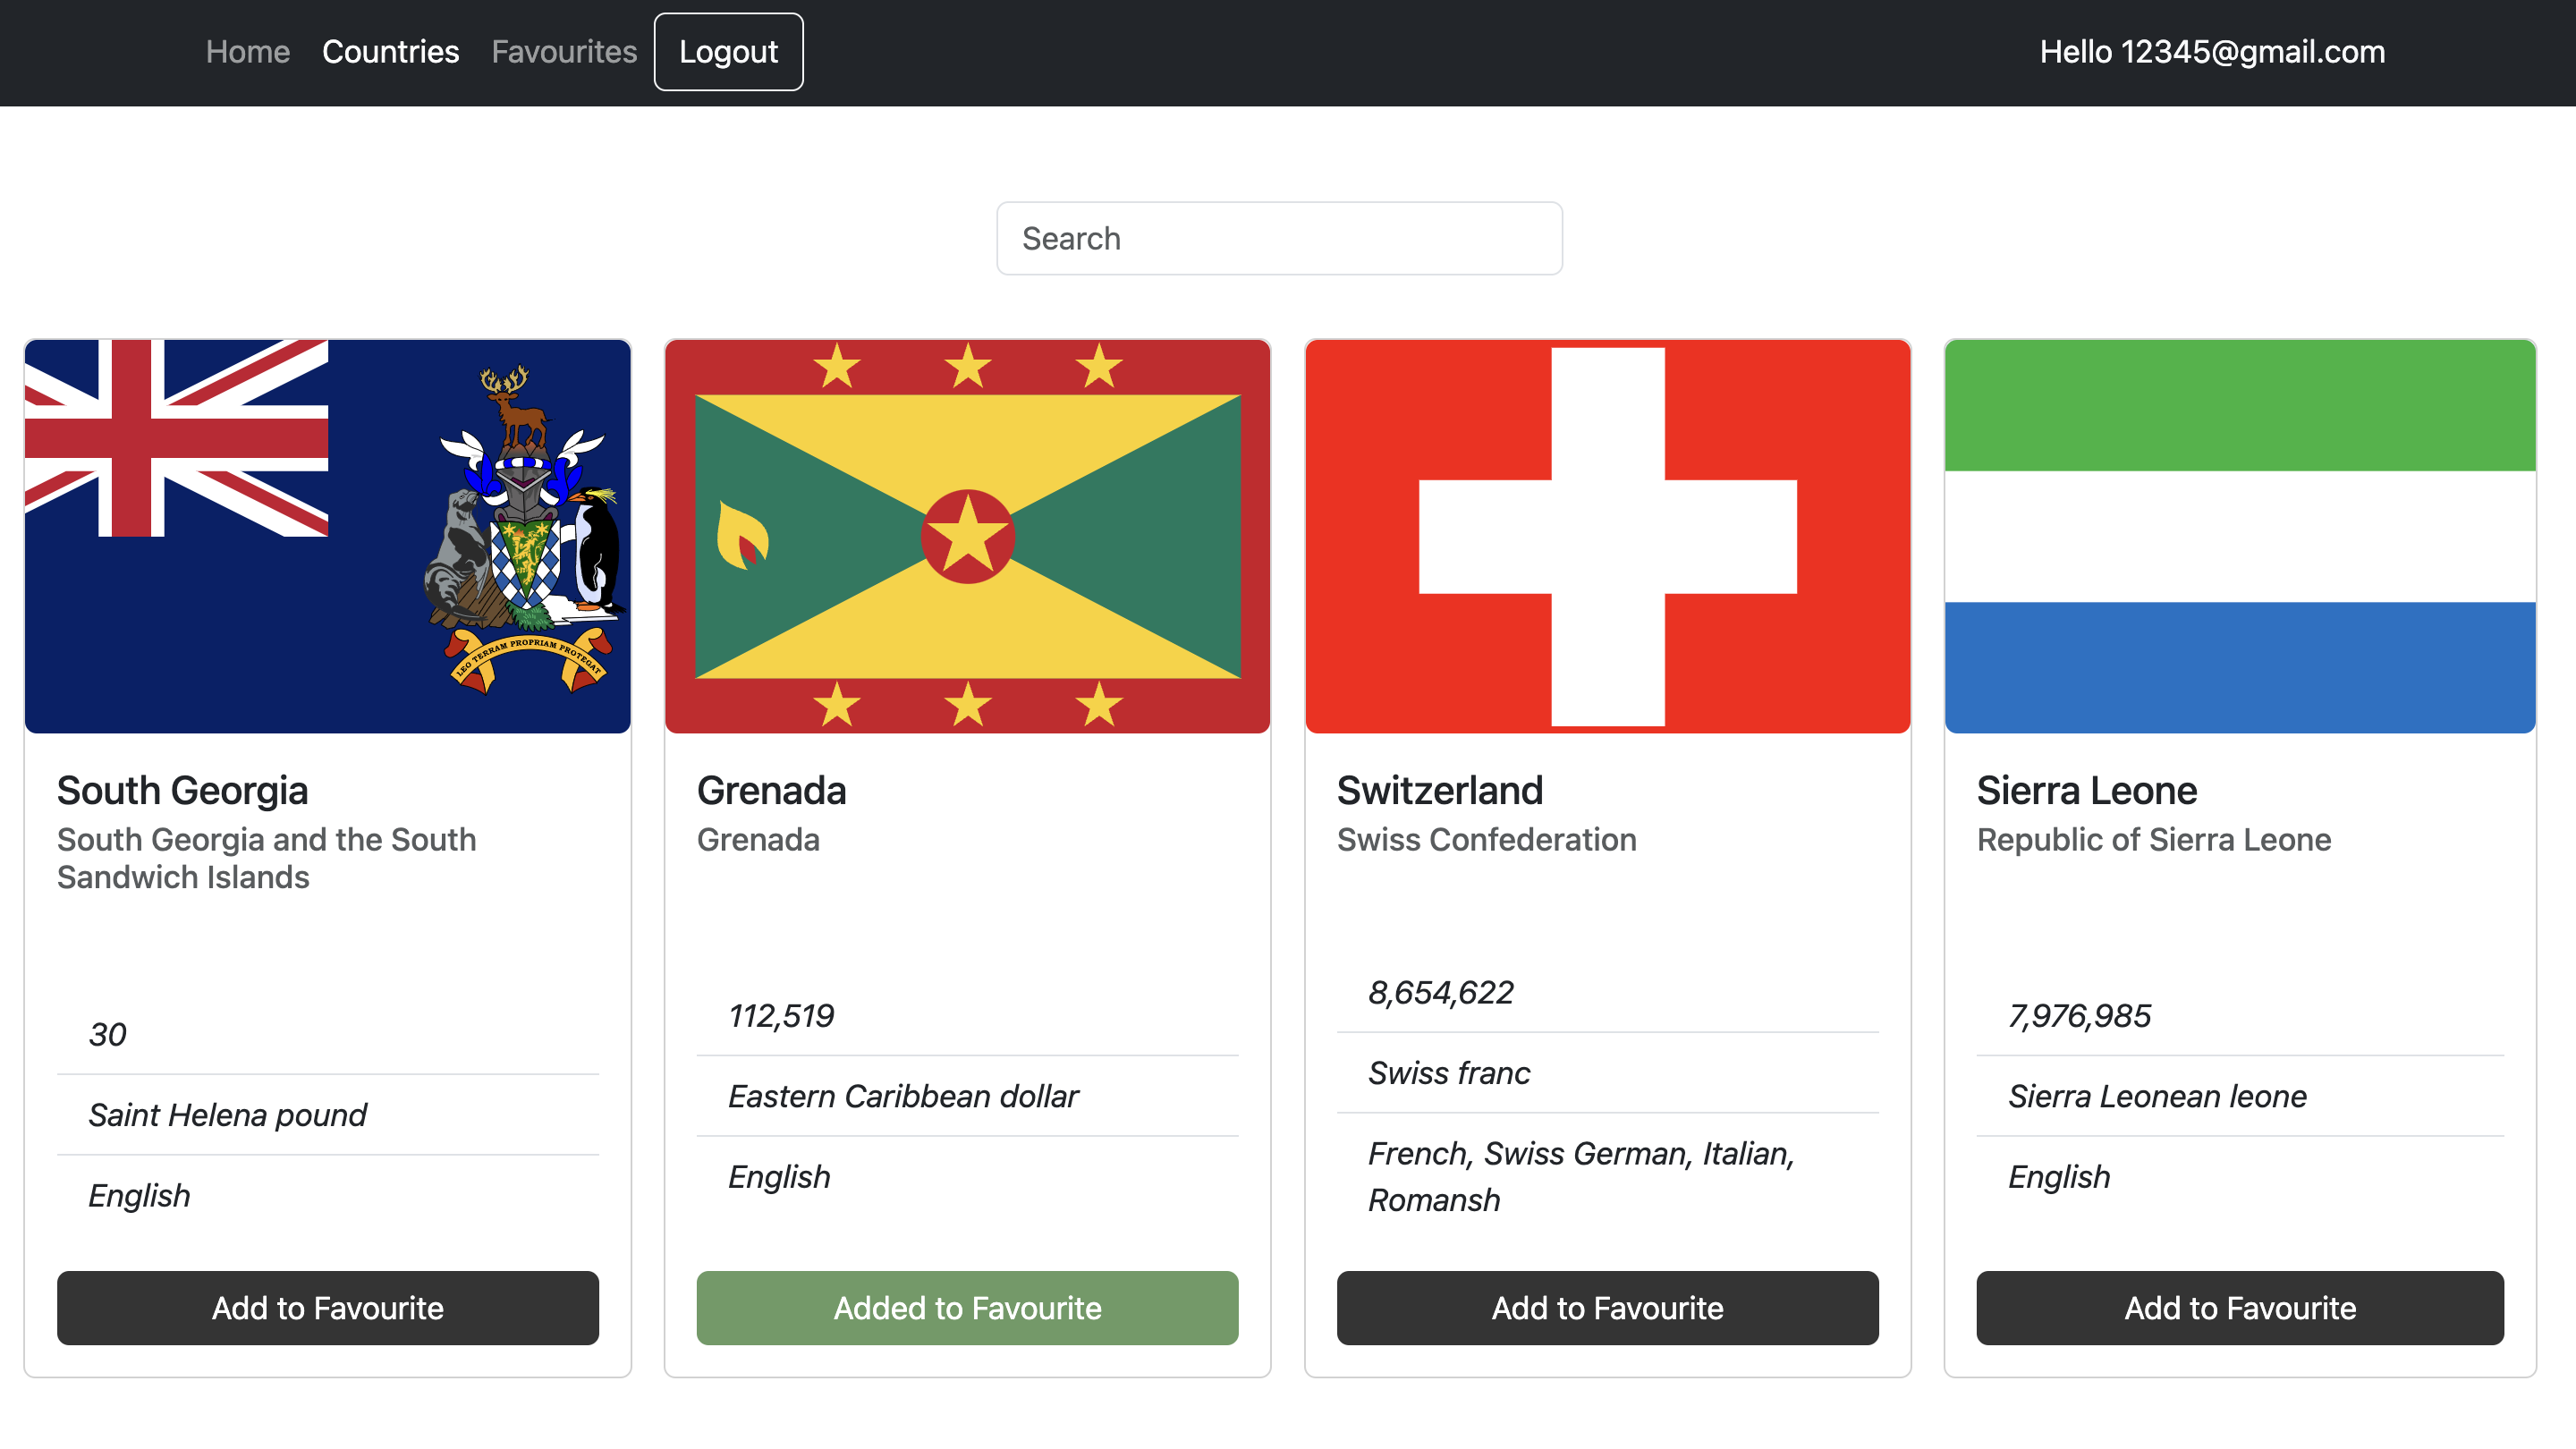 Home Countries Favourites Logout Hello 12345@gmail.com
Search
LEO TERRAM PROPRIAM PROTEGAT
South Georgia
South Georgia and the South
Sandwich Islands
30
Saint Helena pound
English
Add to Favourite
Grenada
Grenada
112,519
Eastern Caribbean dollar
English
Added to Favourite
Switzerland
Swiss Confederation
8,654,622
Swiss franc
French, Swiss German, Italian,
Romansh
Add to Favourite
Sierra Leone
Republic of Sierra Leone
7,976,985
Sierra Leonean leone
English
Add to Favourite